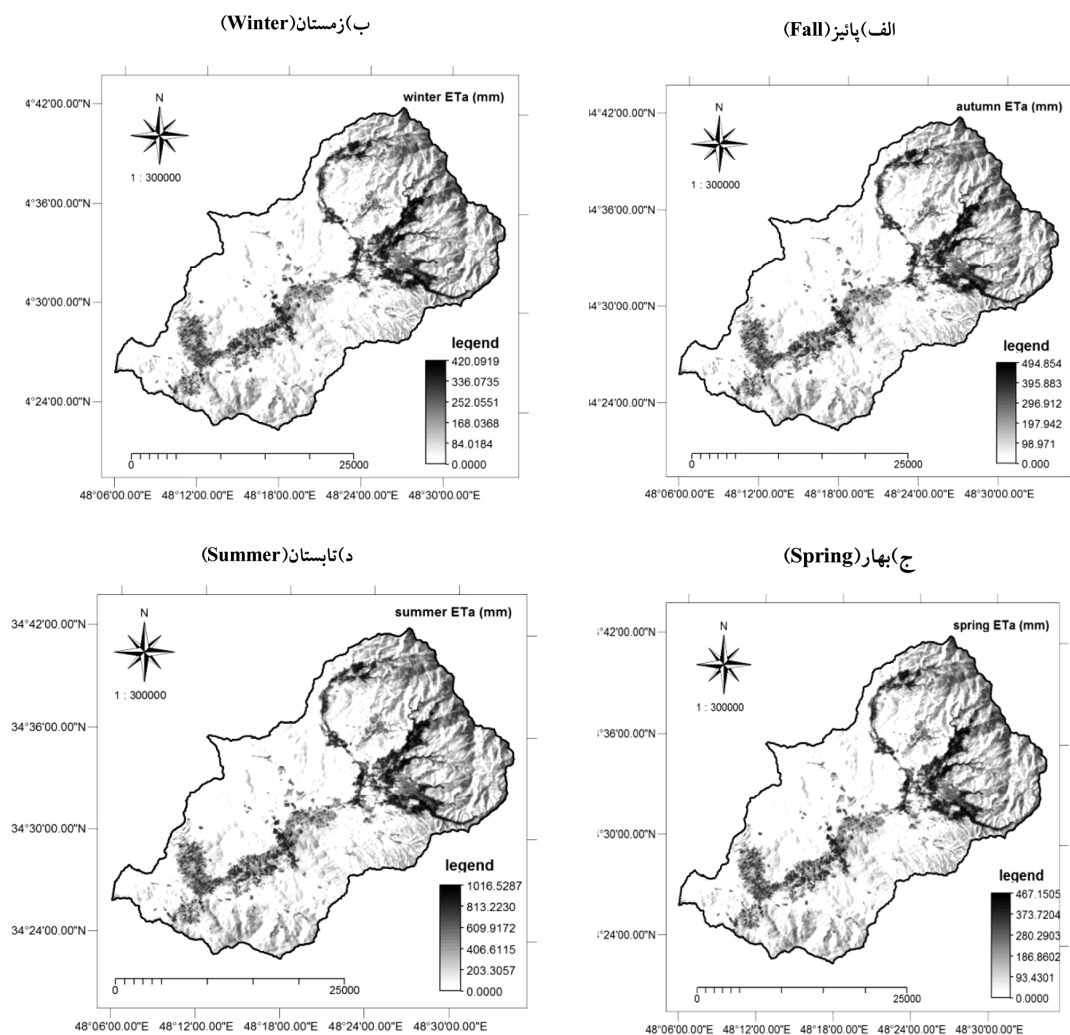 الف)پائیز(Fall)
autumn ETa (mm)
N
1 : 300000
4°42'00.00"N
4°36'00.00"N
4°30'00.00"N
4°24'00.00"N
legend
494.854
395.883
296.912
197.942
98.971
0.000
0 25000
48°06'00.00"E 48°12'00.00"E 48°18'00.00"E 48°24'00.00"E 48°30'00.00"E
ب)زمستان(Winter)
winter ETa (mm)
N
1 : 300000
4°42'00.00"N
4°36'00.00"N
4°30'00.00"N
4°24'00.00"N
legend
420.0919
336.0735
252.0551
168.0368
84.0184
0.0000
0 25000
48°06'00.00"E 48°12'00.00"E 48°18'00.00"E 48°24'00.00"E 48°30'00.00"E
ج)بهار(Spring)
spring ETa (mm)
N
1 : 300000
°42'00.00"N
°36'00.00"N
°30'00.00"N
°24'00.00"N
legend
467.1505
373.7204
280.2903
186.8602
93.4301
0.0000
0 25000
48°06'00.00"E 48°12'00.00"E 48°18'00.00"E 48°24'00.00"E 48°30'00.00"E
د)تابستان(Summer)
summer ETa (mm)
N
1 : 300000
34°42'00.00"N
34°36'00.00"N
34°30'00.00"N
34°24'00.00"N
legend
1016.5287
813.2230
609.9172
406.6115
203.3057
0.0000
0 25000
48°06'00.00"E 48°12'00.00"E 48°18'00.00"E 48°24'00.00"E 48°30'00.00"E